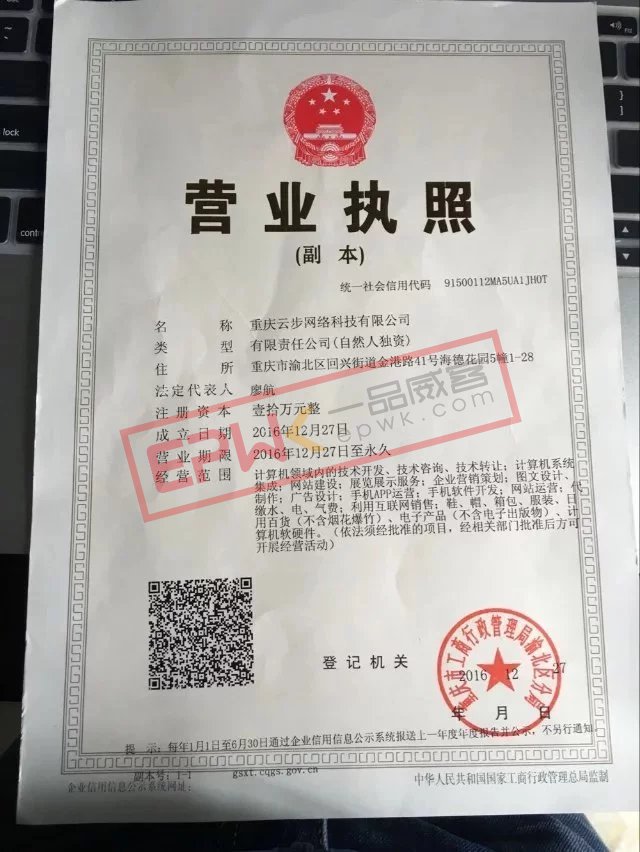 lock
control
营业执照
(副 本)
统一社会信用代码 91500112MA5UA1JH0T
名 称 重庆云步网络科技有限公司
类 型 有限责任公司(自然人独资)
住 所 重庆市渝北区回兴街道金港路41号海德花园5幢1-28
法定代表人 廖航
注册资本 壹拾万元整
成立日期 2016年12月27日
营业期限 2016年12月27日至永久
经营范围 计算机领域内的技术开发、技术咨询、技术转让；计算机系统
集成；网站建设；展览展示服务；企业营销策划；图文设计、
制作；广告设计；手机APP运营；手机软件开发；网站运营；代
缴水、电、气费；利用互联网销售：鞋、帽、箱包、服装、日
用百货（不含烟花爆竹）、电子产品（不含电子出版物）、计
算机软硬件。（依法须经批准的项目，经相关部门批准后方可
开展经营活动）
EPWK 一品威客
epwk.com
登记机关
重庆市工商行政管理局渝北区分局
2016 12 27
年 月 日
提 示：每年1月1日至6月30日通过企业信用信息公示系统报送上一年度年度报告并公示，不另行通知。
副本号：1-1
企业信用信息公示系统网址：
gsxt.cqgs.gov.cn
中华人民共和国国家工商行政管理总局监制